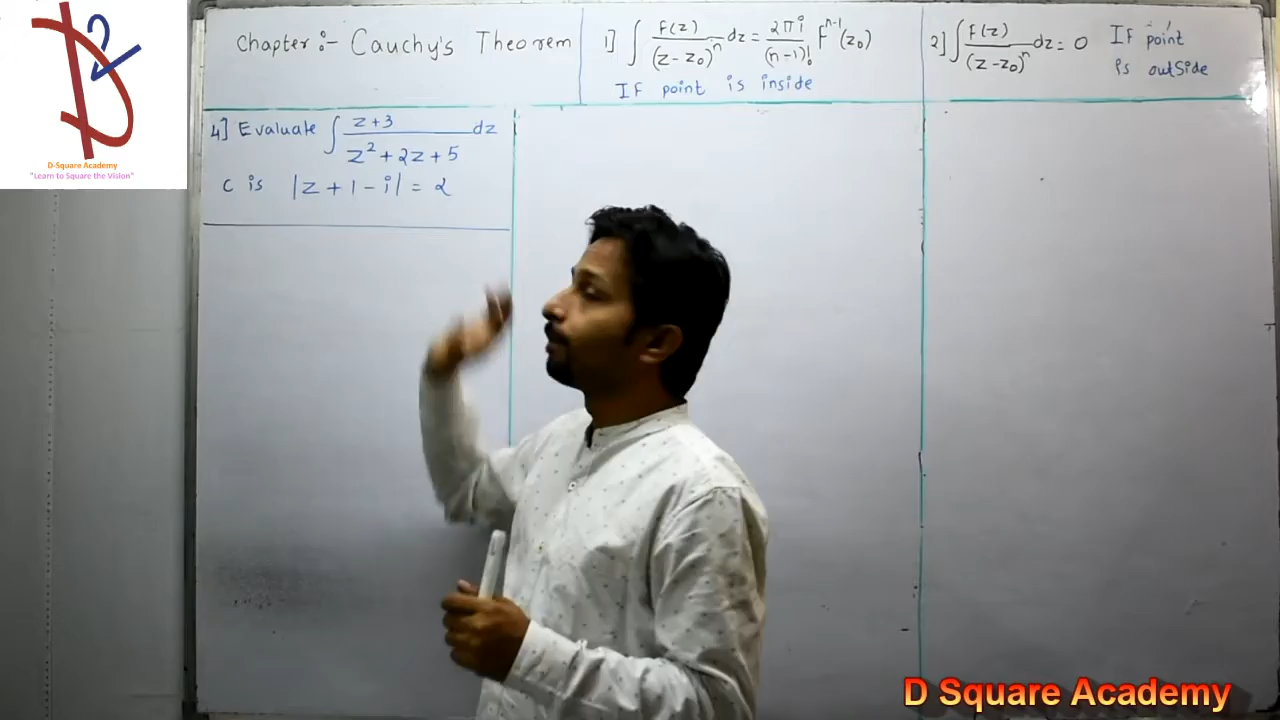 D-Square Academy
"Learn to Square the Vision"
Chapter :- Cauchy's Theorem
1] ∫ F(z)/(z-z₀)ⁿ dz = 2πi/(n-1)! Fⁿ⁻¹(z₀)
IF point is inside
2] ∫ F(z)/(z-z₀)ⁿ dz = 0 IF point
is outside
4] Evaluate ∫ z+3/z²+2z+5 dz
C is |z+1-i| = 2
D Square Academy